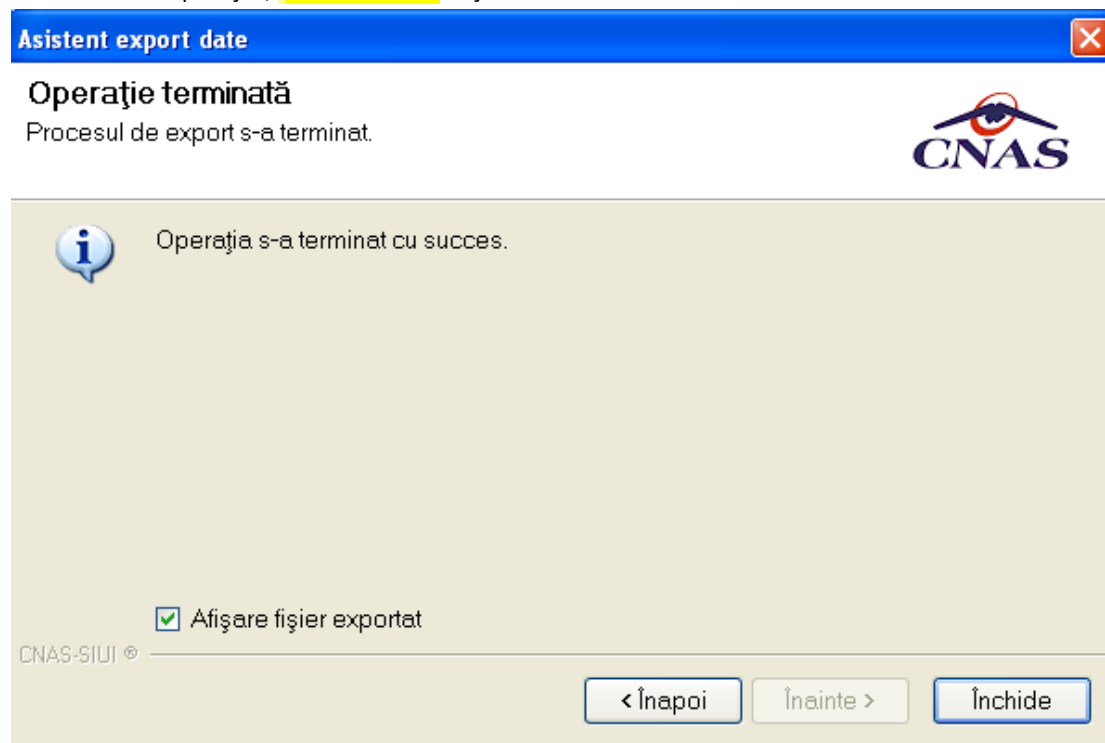 Asistent export date
Operaţie terminată
Procesul de export s-a terminat.
CNAS
Operaţia s-a terminat cu succes.
Afişare fişier exportat
CNAS-SIUI ®
< Înapoi
Înainte >
Închide